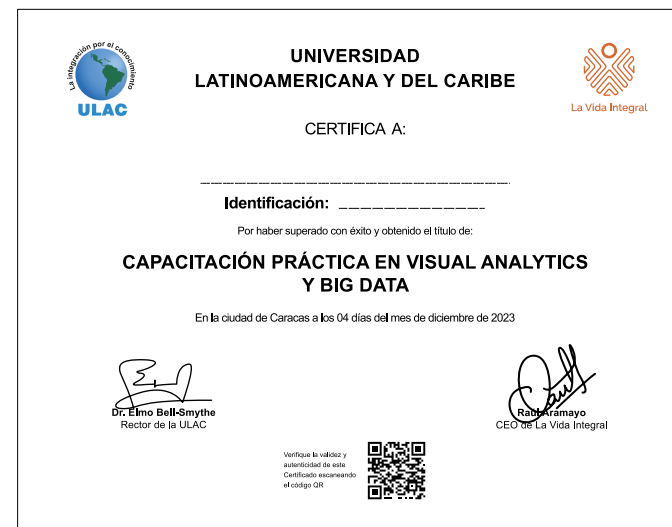 La integración por el conocimiento
ULAC
UNIVERSIDAD
LATINOAMERICANA Y DEL CARIBE
La Vida Integral
CERTIFICA A:
Identificación:
Por haber superado con éxito y obtenido el título de:
CAPACITACIÓN PRÁCTICA EN VISUAL ANALYTICS
Y BIG DATA
En la ciudad de Caracas a los 04 días del mes de diciembre de 2023
Dr. Elmo Bell-Smythe
Rector de la ULAC
Raúl Aramayo
CEO de La Vida Integral
Verifique la validez y
autenticidad de este
Certificado escaneando
el código QR